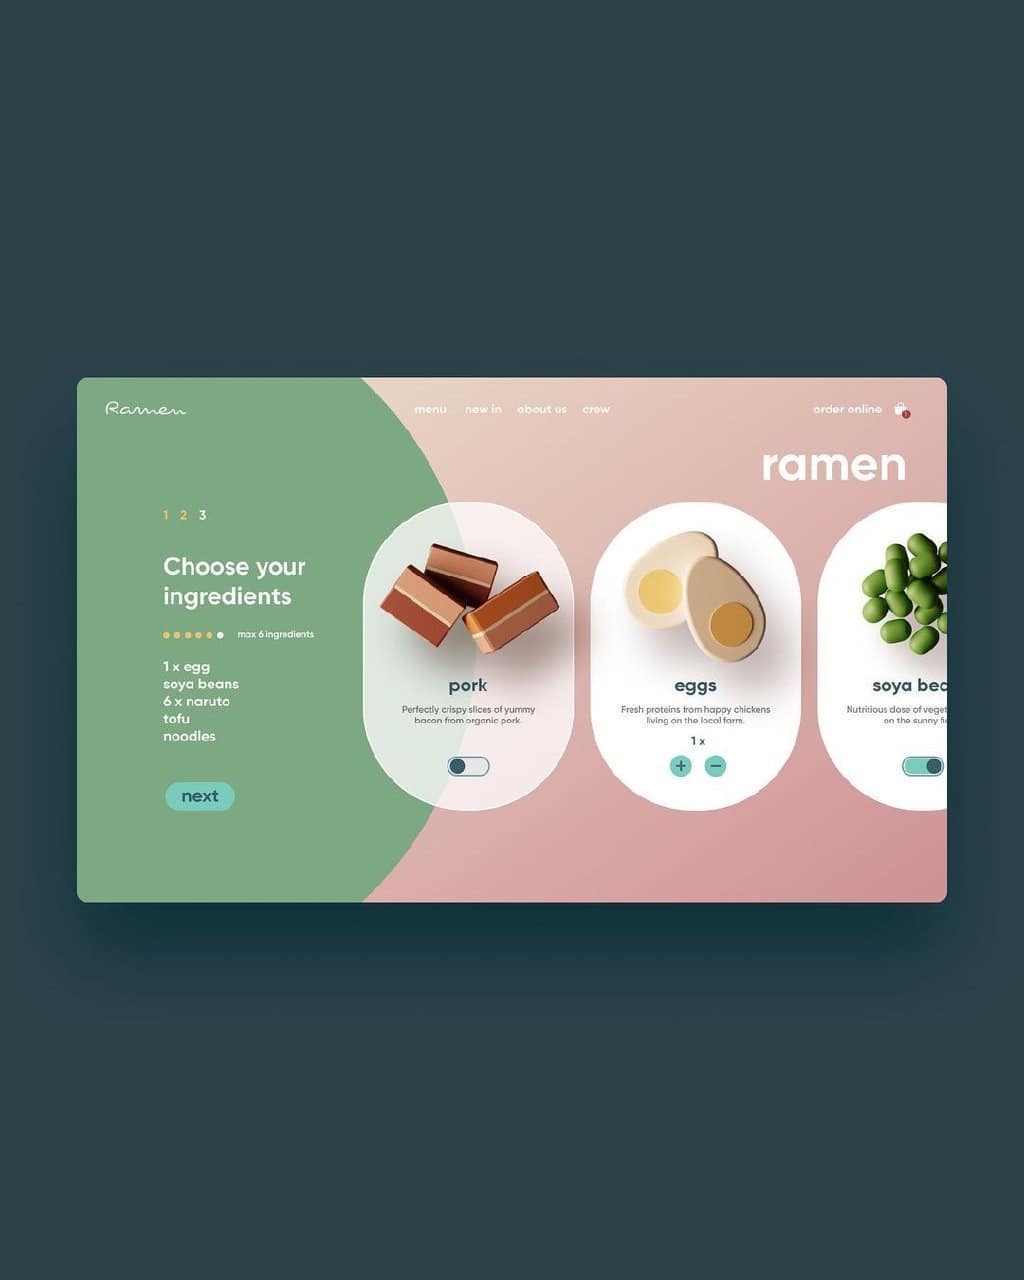 Ramen
menu new in about us crew
order online
ramen
1 2 3
Choose your
ingredients
max 6 ingredients
1 x egg
soya beans
6 x naruto
tofu
noodles
next
pork
Perfectly crispy slices of yummy
bacon from organic pork.
eggs
Fresh proteins from happy chickens
living on the local farm.
1 x
+ −
soya bea
Nutritious dose of veget
on the sunny fi